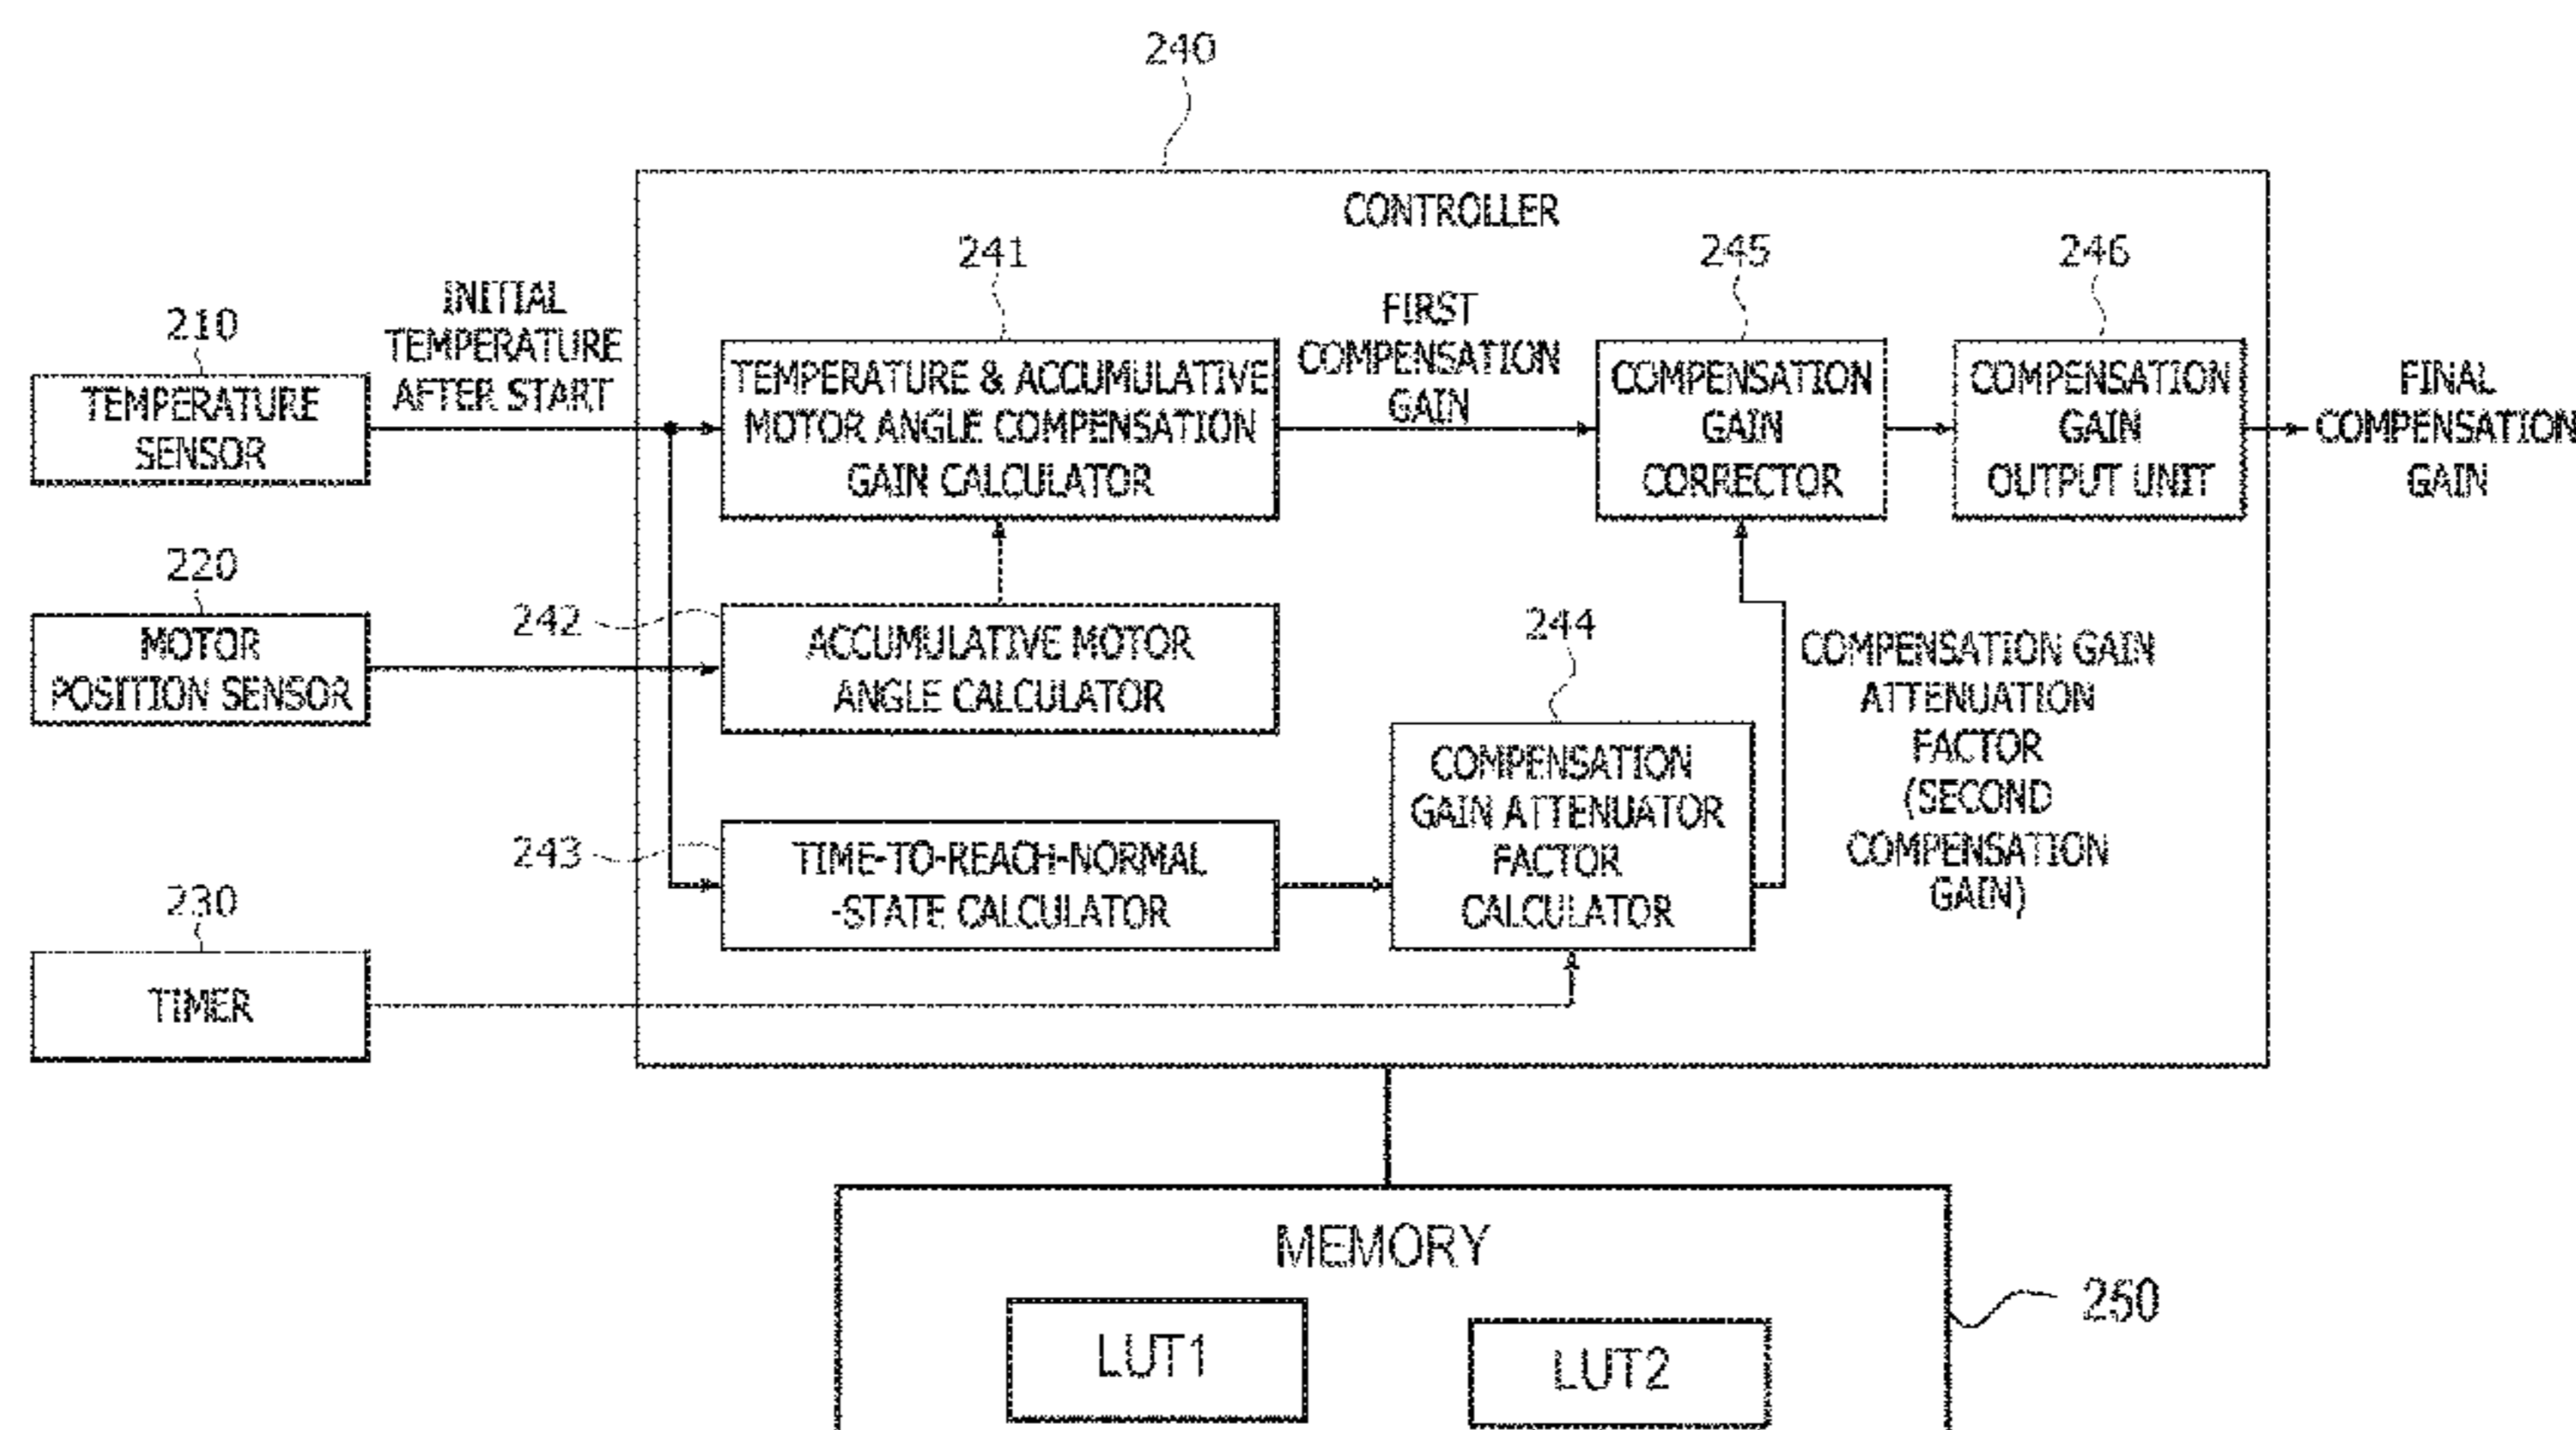 240
CONTROLLER
241
245
246
INITIAL
TEMPERATURE
AFTER START
210
TEMPERATURE
SENSOR
TEMPERATURE & ACCUMULATIVE
MOTOR ANGLE COMPENSATION
GAIN CALCULATOR
FIRST
COMPENSATION
GAIN
COMPENSATION
GAIN
CORRECTOR
COMPENSATION
GAIN
OUTPUT UNIT
FINAL
COMPENSATION
GAIN
220
MOTOR
POSITION SENSOR
242
ACCUMULATIVE MOTOR
ANGLE CALCULATOR
244
COMPENSATION
GAIN ATTENUATOR
FACTOR
CALCULATOR
COMPENSATION GAIN
ATTENUATION
FACTOR
(SECOND
COMPENSATION
GAIN)
243
TIME-TO-REACH-NORMAL
-STATE CALCULATOR
230
TIMER
MEMORY
250
LUT1
LUT2